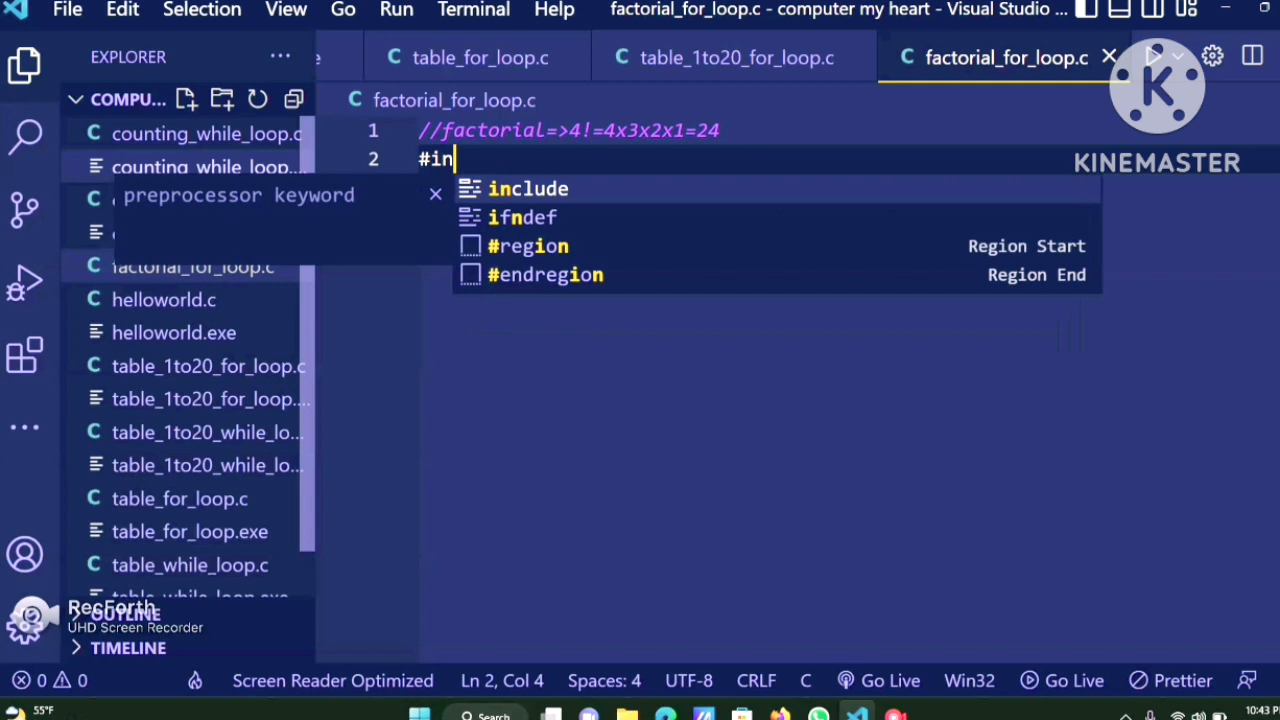 File Edit Selection View Go Run Terminal Help factorial_for_loop.c - computer my heart - Visual Studio ...
EXPLORER ...
table_for_loop.c table_1to20_for_loop.c factorial_for_loop.c
K
KINEMASTER
COMPU...
factorial_for_loop.c
counting_while_loop.c
counting_while_loop....
factorial_for_loop.c
helloworld.c
helloworld.exe
table_1to20_for_loop.c
table_1to20_for_loop....
table_1to20_while_lo...
table_1to20_while_lo...
table_for_loop.c
table_for_loop.exe
table_while_loop.c
table_while_loop.exe
1 //factorial=>4!=4x3x2x1=24
2 #in
preprocessor keyword
include
ifndef
#region Region Start
#endregion Region End
RecForth
UHD Screen Recorder
OUTLINE
TIMELINE
0 0 Screen Reader Optimized Ln 2, Col 4 Spaces: 4 UTF-8 CRLF C Go Live Win32 Go Live Prettier
55°F Search 10:43 P